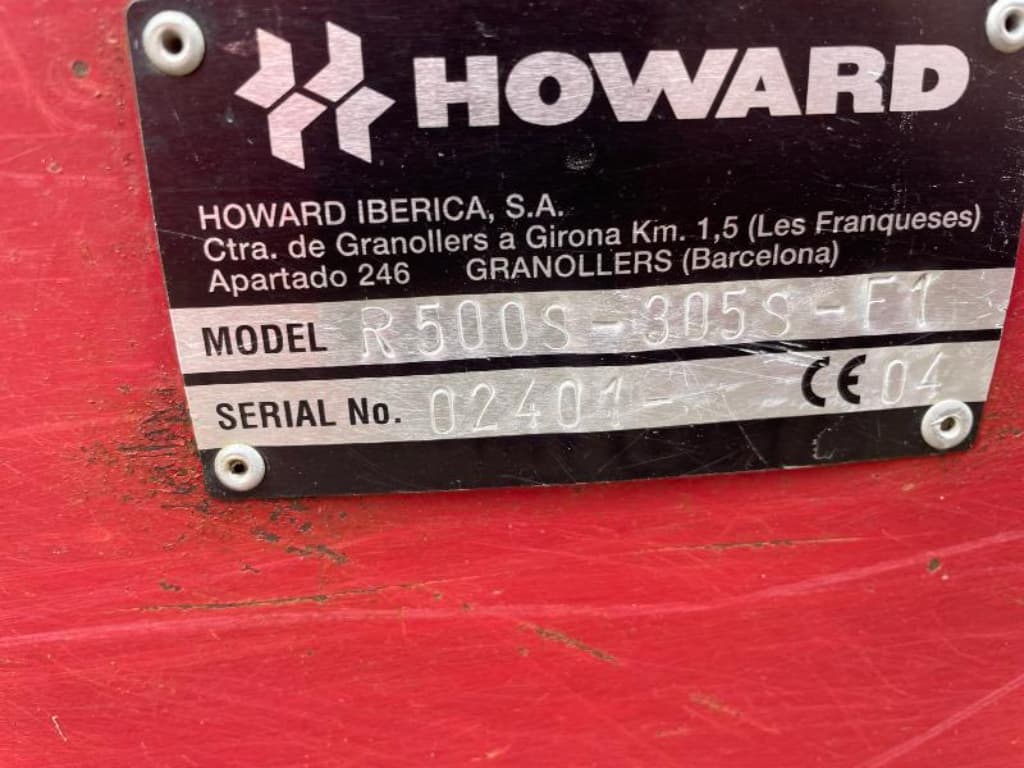 HOWARD
HOWARD IBERICA, S.A.
Ctra. de Granollers a Girona Km. 1,5 (Les Franqueses)
Apartado 246 GRANOLLERS (Barcelona)
MODEL R500S-305S-F1
SERIAL No. 02401- CE 04